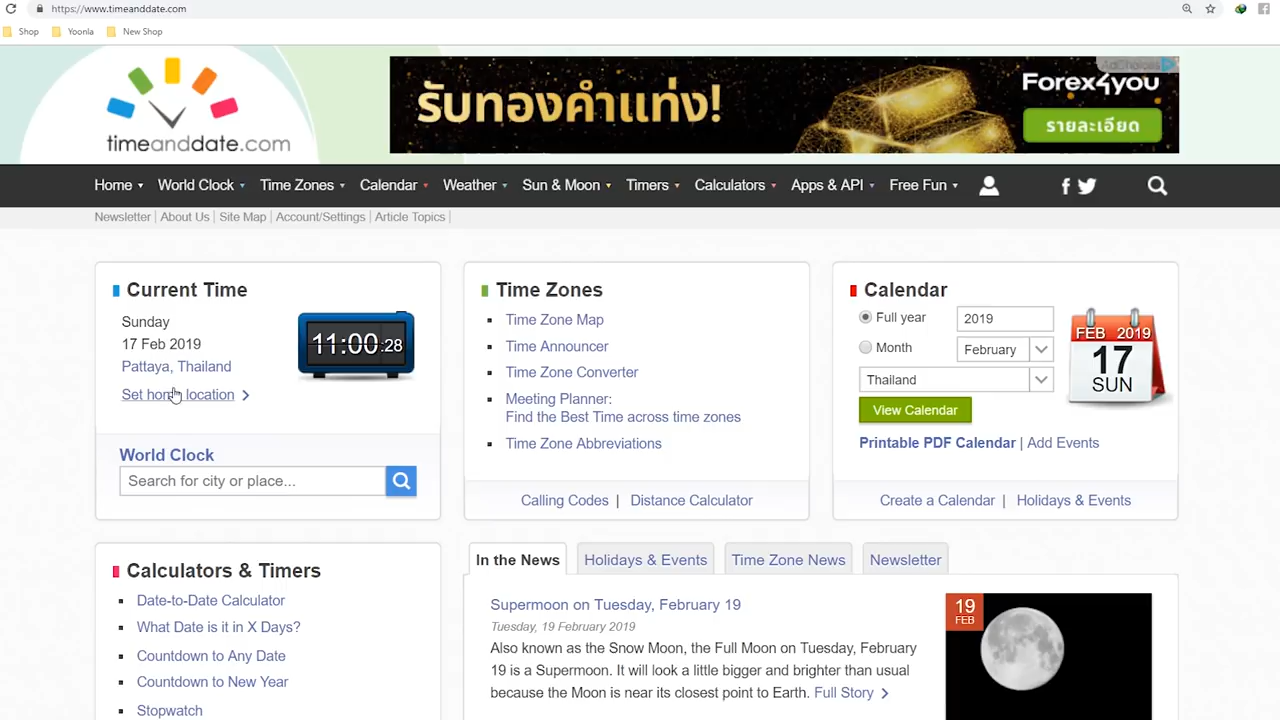 https://www.timeanddate.com
Shop
Yoonla
New Shop
timeanddate.com
รับทองคำแท่ง!
AdChoices
Forex4you
รายละเอียด
Home
World Clock
Time Zones
Calendar
Weather
Sun & Moon
Timers
Calculators
Apps & API
Free Fun
Newsletter | About Us | Site Map | Account/Settings | Article Topics |
Current Time
Sunday
17 Feb 2019
Pattaya, Thailand
Set home location
11:00:28
World Clock
Search for city or place...
Time Zones
Time Zone Map
Time Announcer
Time Zone Converter
Meeting Planner:
Find the Best Time across time zones
Time Zone Abbreviations
Calling Codes | Distance Calculator
Calendar
Full year
2019
Month
February
Thailand
View Calendar
FEB 2019
17
SUN
Printable PDF Calendar | Add Events
Create a Calendar | Holidays & Events
Calculators & Timers
Date-to-Date Calculator
What Date is it in X Days?
Countdown to Any Date
Countdown to New Year
Stopwatch
In the News
Holidays & Events
Time Zone News
Newsletter
Supermoon on Tuesday, February 19
Tuesday, 19 February 2019
Also known as the Snow Moon, the Full Moon on Tuesday, February
19 is a Supermoon. It will look a little bigger and brighter than usual
because the Moon is near its closest point to Earth. Full Story
19
FEB